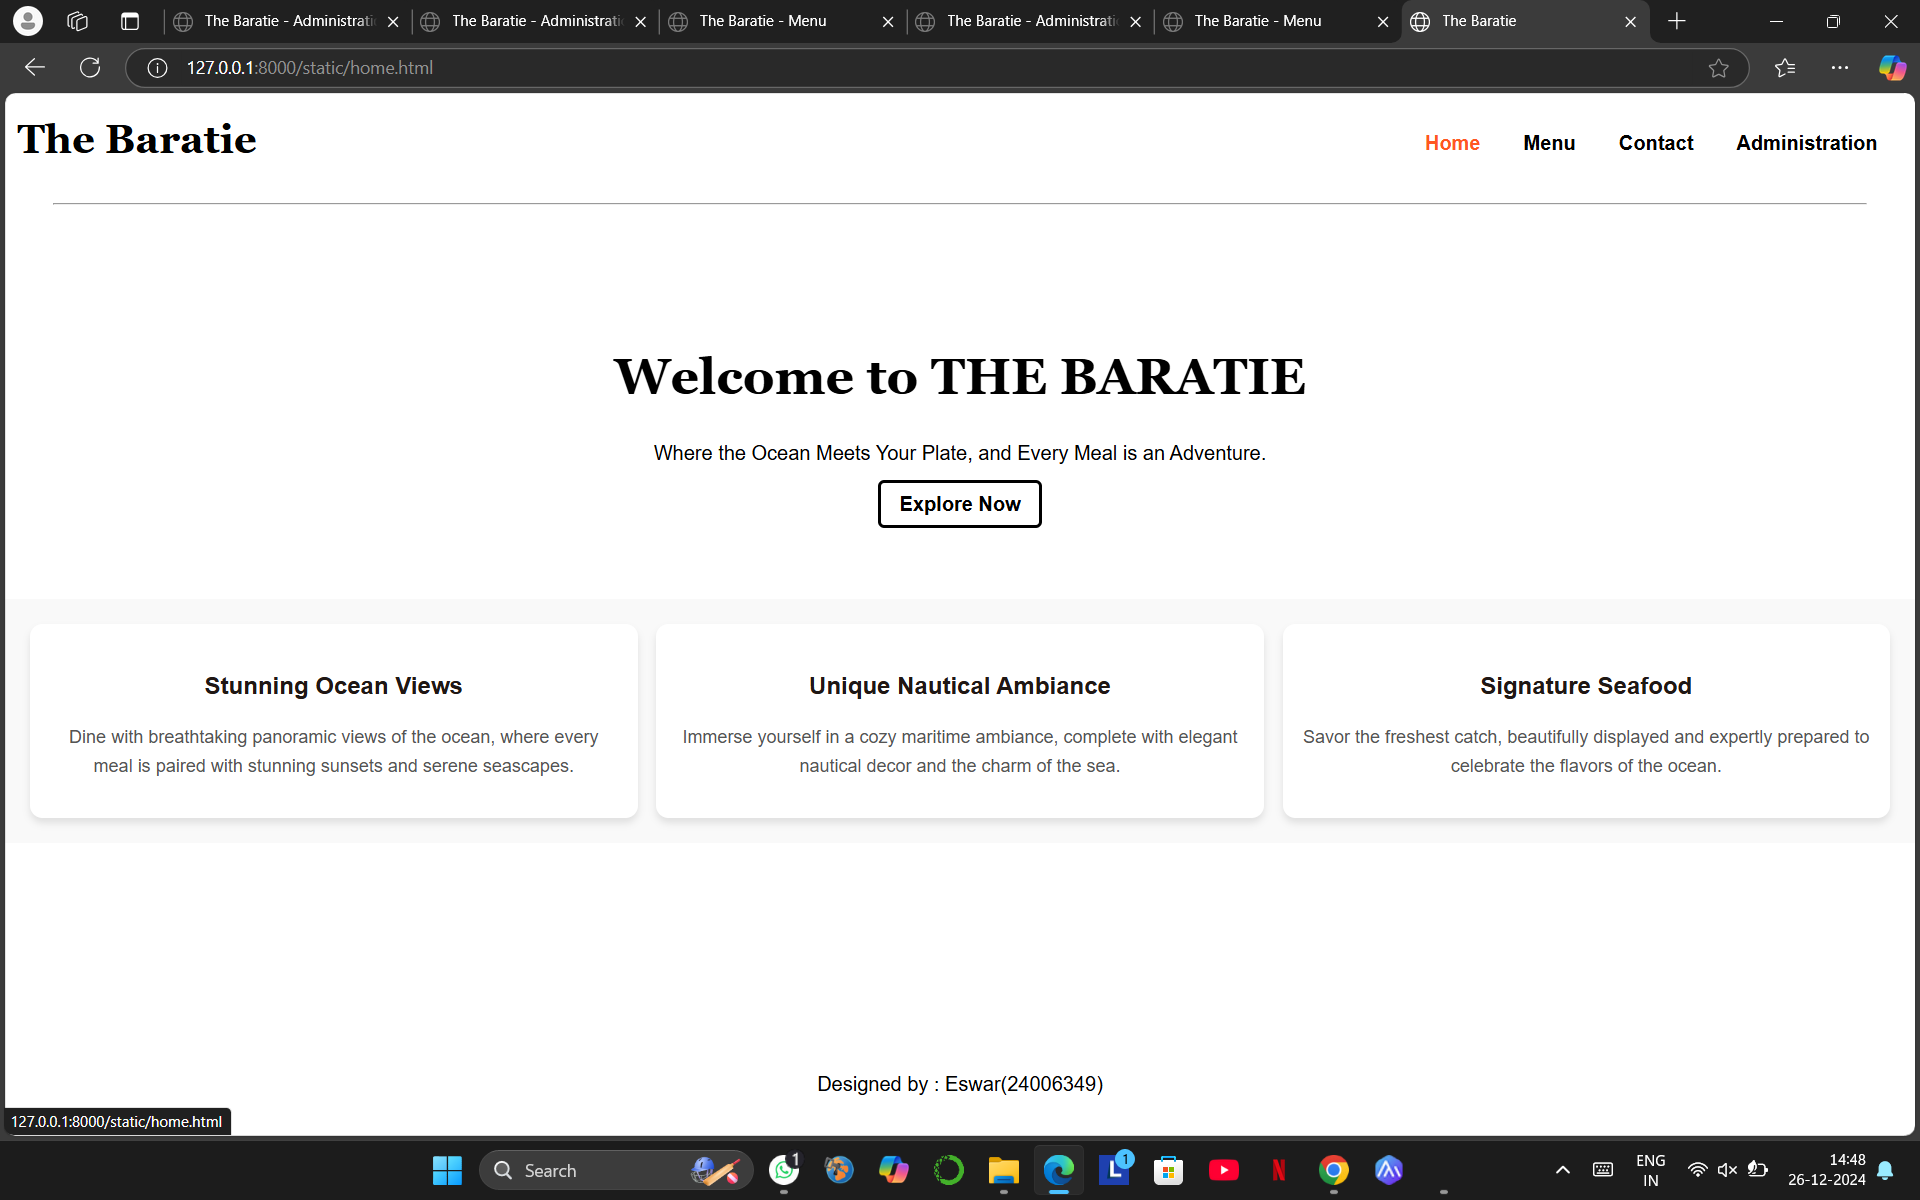 The Baratie - Administrati
The Baratie - Administrati
The Baratie - Menu
The Baratie - Administrati
The Baratie - Menu
The Baratie
127.0.0.1:8000/static/home.html
The Baratie
Home
Menu
Contact
Administration
Welcome to THE BARATIE
Where the Ocean Meets Your Plate, and Every Meal is an Adventure.
Explore Now
Stunning Ocean Views
Dine with breathtaking panoramic views of the ocean, where every
meal is paired with stunning sunsets and serene seascapes.
Unique Nautical Ambiance
Immerse yourself in a cozy maritime ambiance, complete with elegant
nautical decor and the charm of the sea.
Signature Seafood
Savor the freshest catch, beautifully displayed and expertly prepared to
celebrate the flavors of the ocean.
Designed by : Eswar(24006349)
127.0.0.1:8000/static/home.html
Search
1
L
1
N
ENG
IN
14:48
26-12-2024